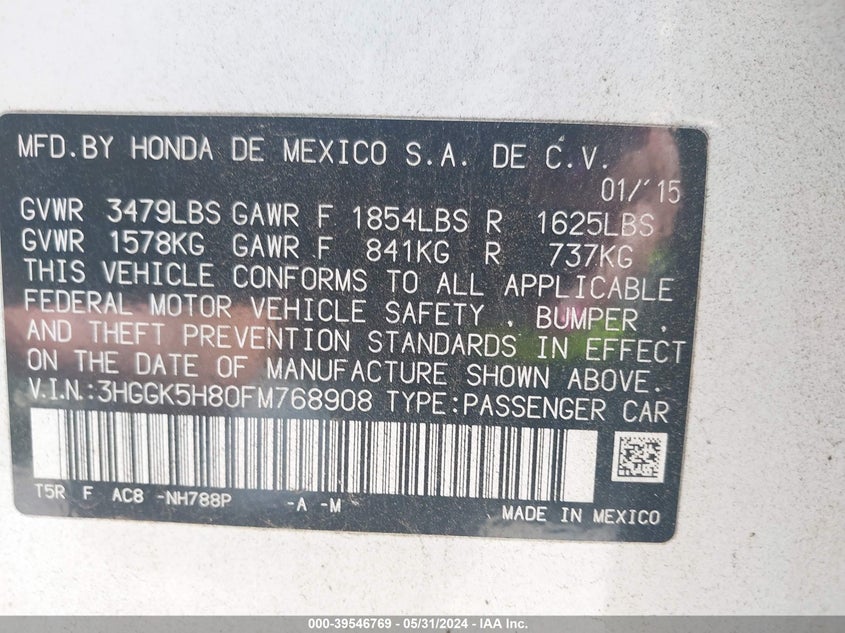 MFD.BY HONDA DE MEXICO S.A. DE C.V.
01/'15
GVWR 3479LBS GAWR F 1854LBS R 1625LBS
GVWR 1578KG GAWR F 841KG R 737KG
THIS VEHICLE CONFORMS TO ALL APPLICABLE
FEDERAL MOTOR VEHICLE SAFETY , BUMPER ,
AND THEFT PREVENTION STANDARDS IN EFFECT
ON THE DATE OF MANUFACTURE SHOWN ABOVE.
V.I.N.:3HGGK5H80FM768908 TYPE:PASSENGER CAR
T5R F AC8 -NH788P -A -M
MADE IN MEXICO
000-39546769 - 05/31/2024 - IAA Inc.